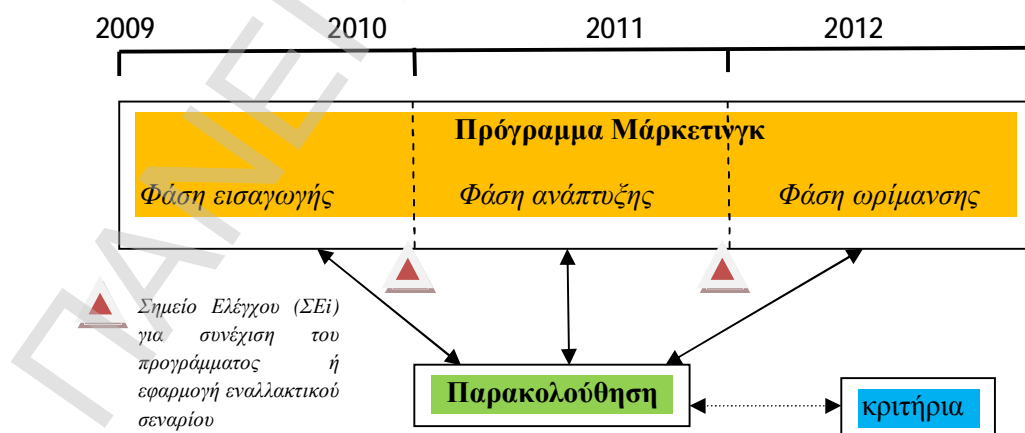 2009 2010 2011 2012
Πρόγραμμα Μάρκετινγκ
Φάση εισαγωγής Φάση ανάπτυξης Φάση ωρίμανσης
Σημείο Ελέγχου (ΣΕi)
για συνέχιση του
προγράμματος ή
εφαρμογή εναλλακτικού
σεναρίου
Παρακολούθηση
κριτήρια
ΠΑΝΕ